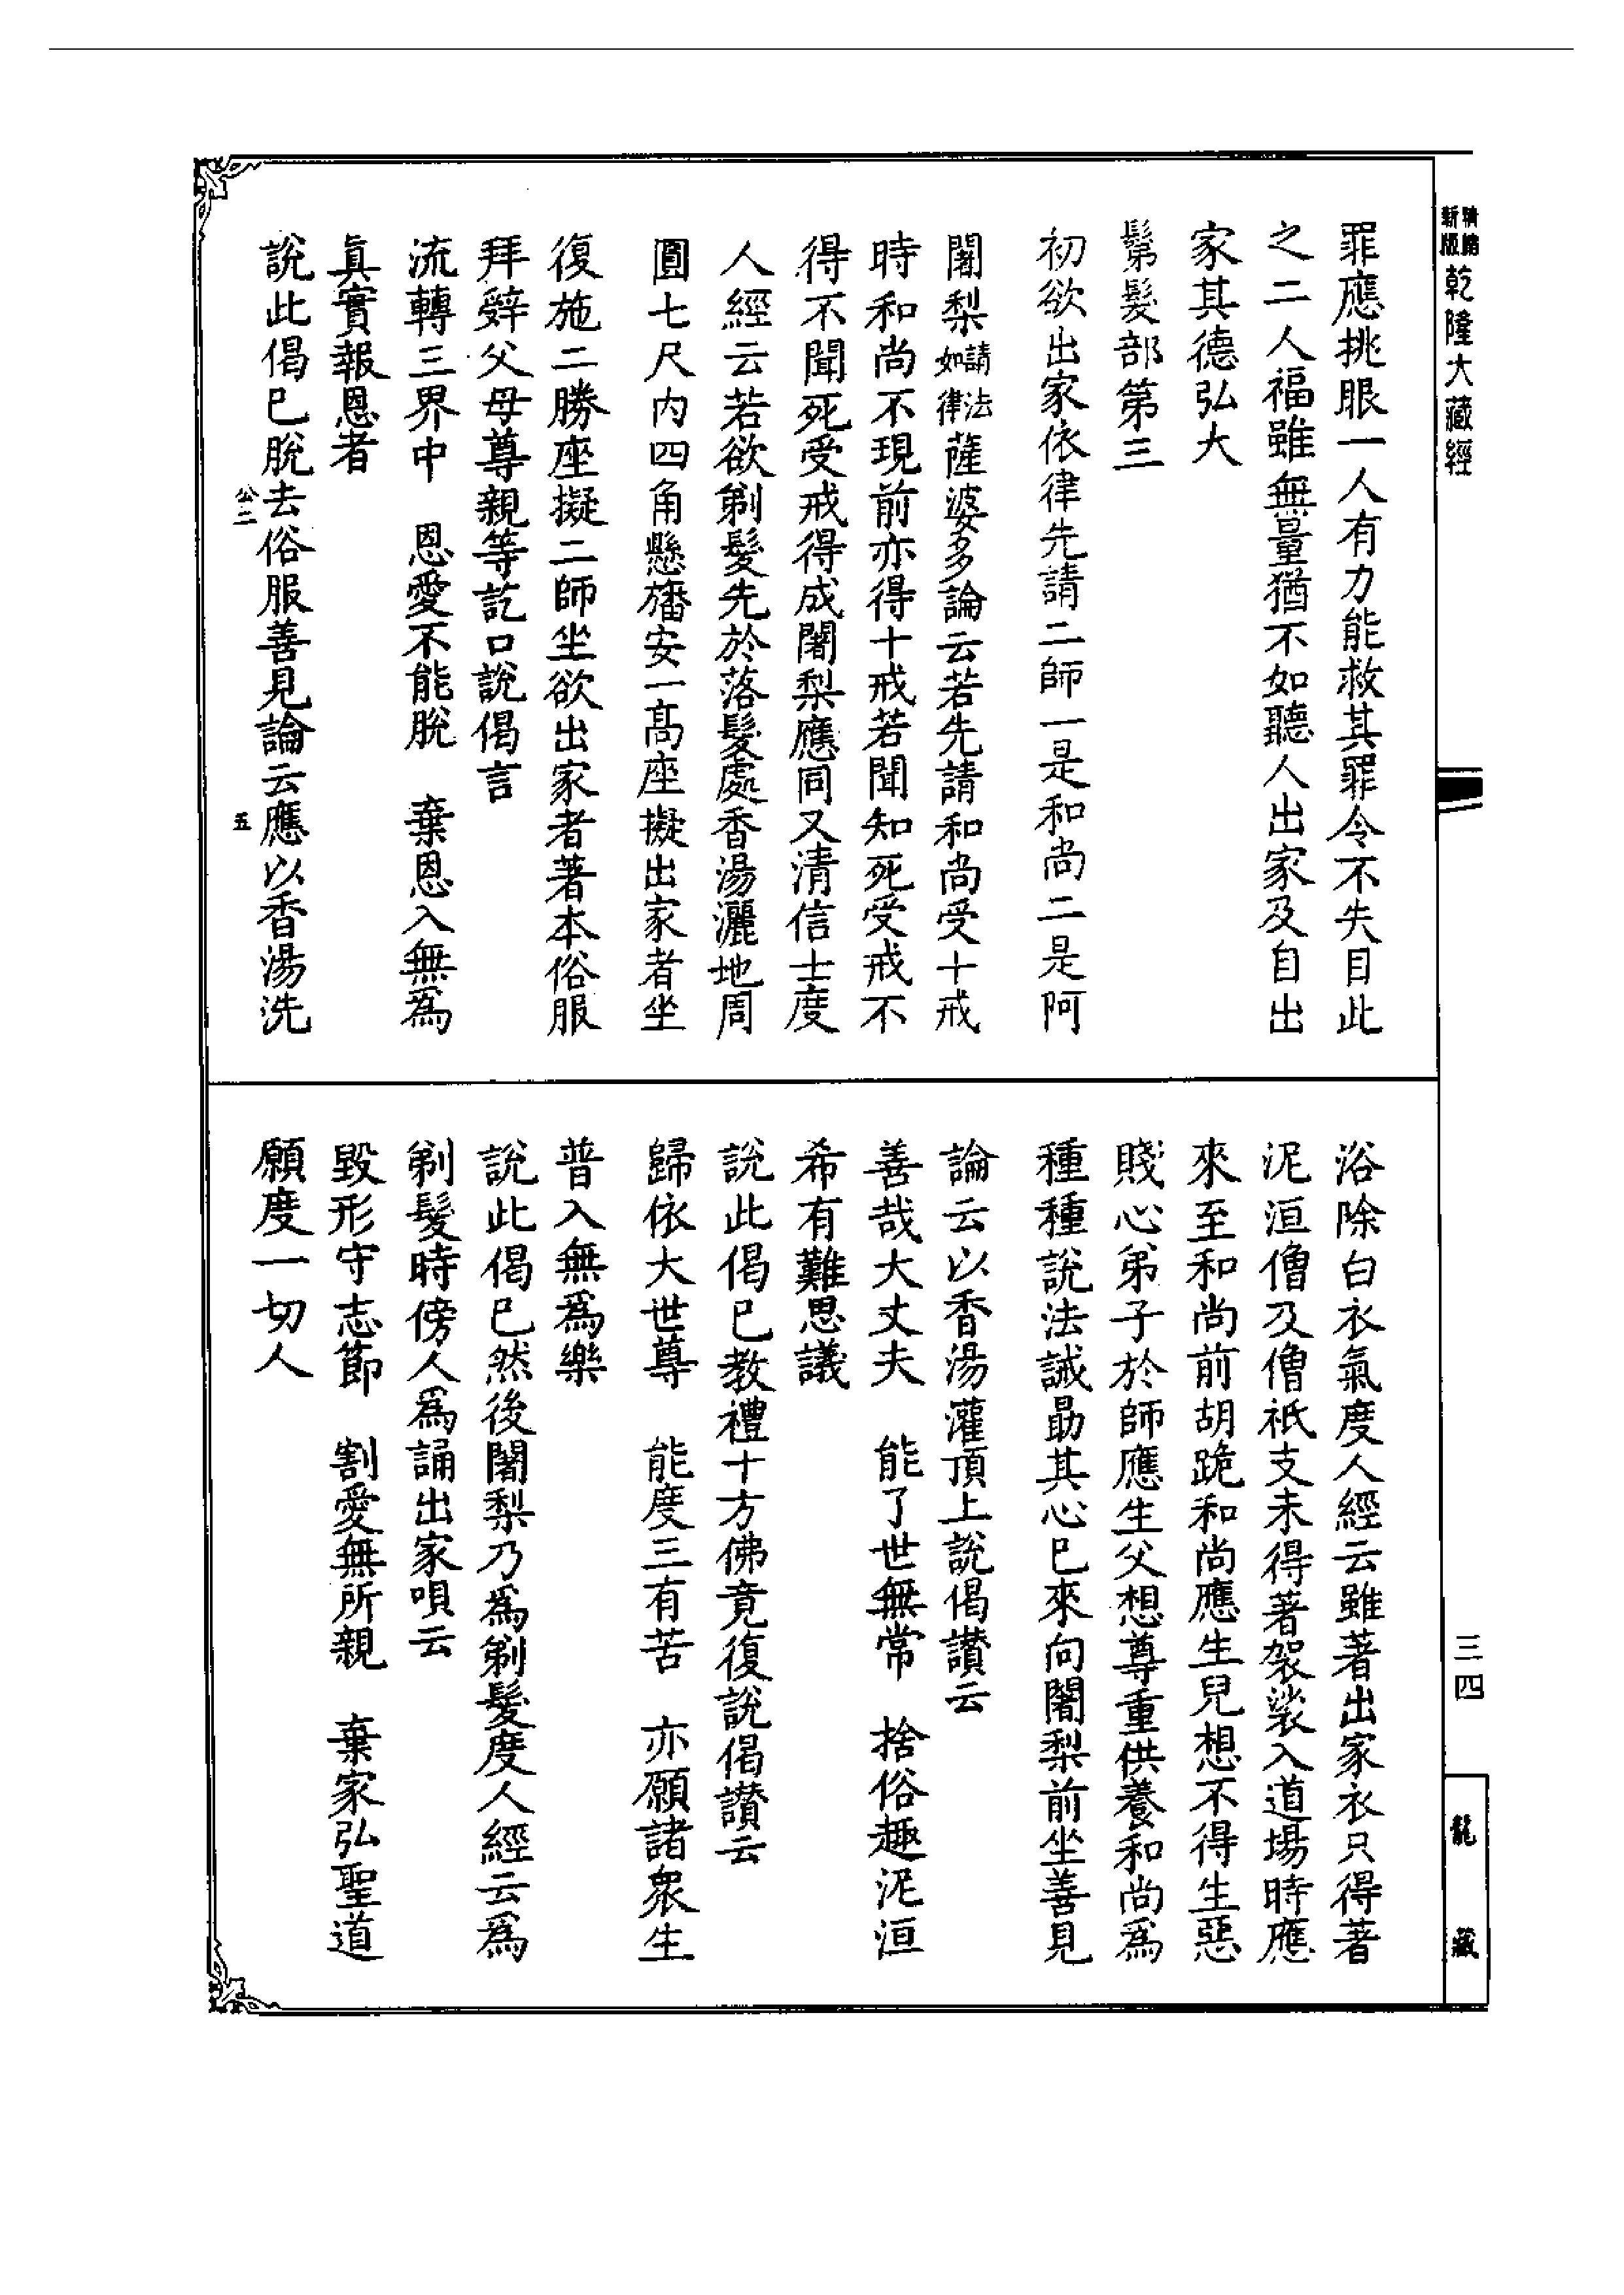 精縮新版乾隆大藏經
罪應挑眼一人有力能救其罪令不失目此
之二人福雖無量猶不如聽人出家及自出
家其德弘大
鬀髮部第三
初欲出家依律先請二師一是和尚二是阿
闍梨請法如律薩婆多論云若先請和尚受十戒
時和尚不現前亦得十戒若聞知死受戒不
得不聞死受戒得成闍梨應同又清信士度
人經云若欲剃髮先於落髮處香湯灑地周
圓七尺内四角懸旛安一高座擬出家者坐
復施二勝座擬二師坐欲出家者著本俗服
拜辤父母尊親等訖口說偈言
流轉三界中　恩愛不能脫　棄恩入無爲
眞實報恩者
說此偈巳脫去俗服善見論云應以香湯洗
公二　五
浴除白衣氣度人經云雖著出家衣只得著
泥洹僧及僧祇支未得著袈裟入道場時應
來至和尚前胡跪和尚應生兒想不得生惡
賤心弟子於師應生父想尊重供養和尚爲
種種說法誡勗其心巳來向闍梨前坐善見
論云以香湯灌頂上說偈讃云
善哉大丈夫　能了世無常　捨俗趣泥洹
希有難思議
說此偈巳教禮十方佛竟復說偈讃云
歸依大世尊　能度三有苦　亦願諸衆生
普入無爲樂
說此偈巳然後闍梨乃爲剃髮度人經云爲
剃髮時傍人爲誦出家唄云
毀形守志節　割愛無所親　棄家弘聖道
願度一切人
三四
龍藏